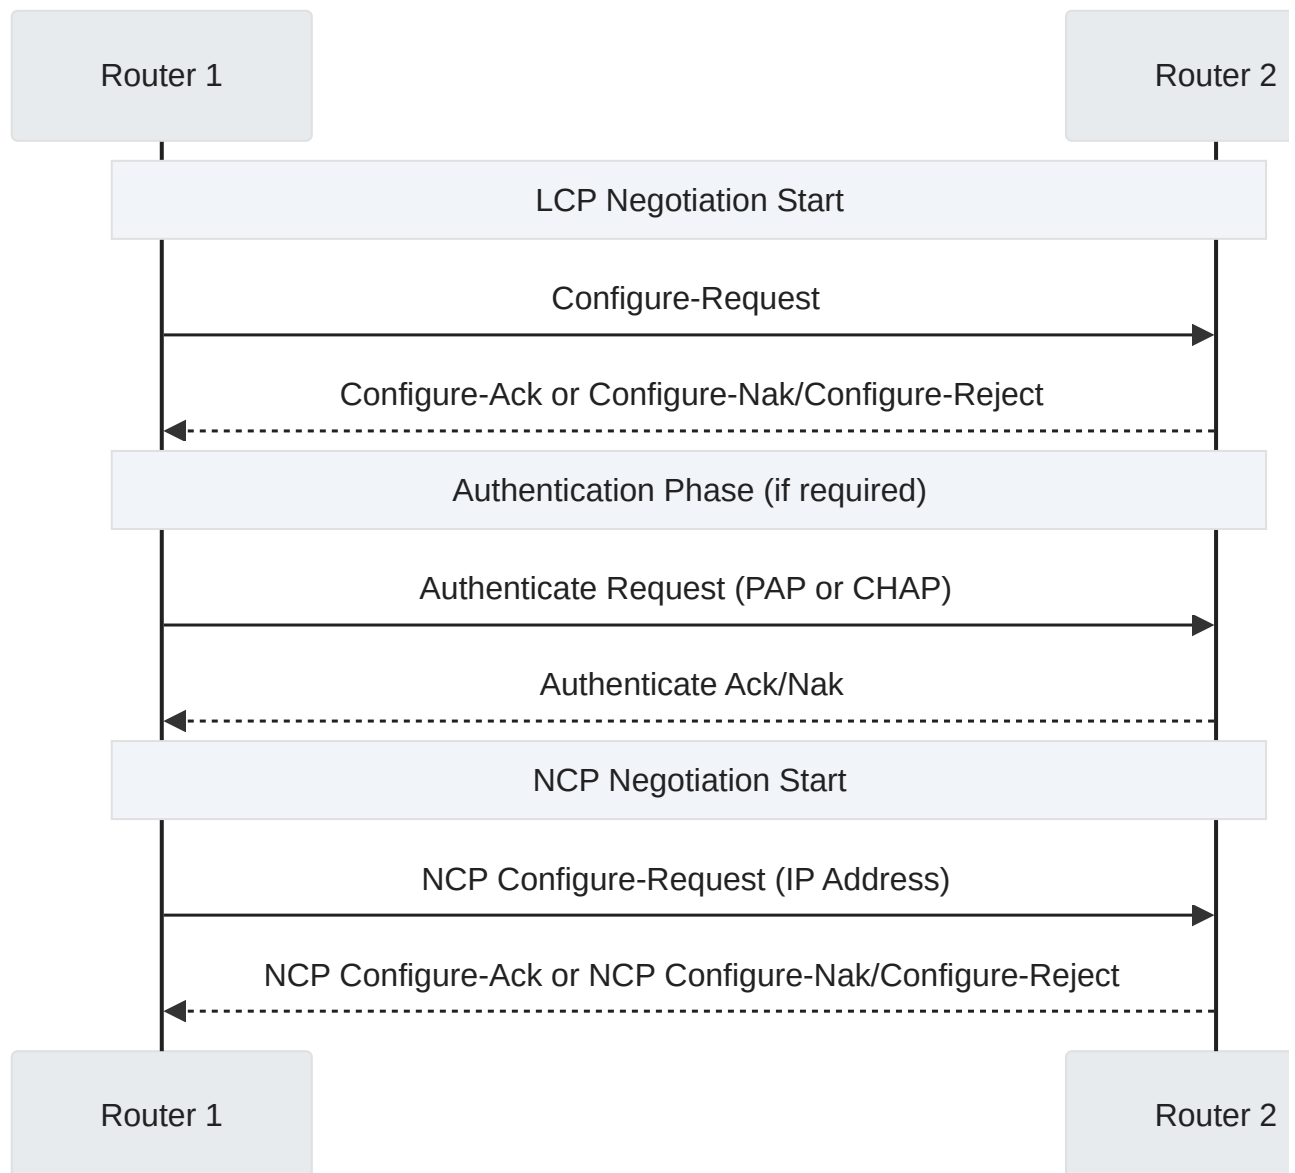 Router 1
Router 2
LCP Negotiation Start
Configure-Request
Configure-Ack or Configure-Nak/Configure-Reject
Authentication Phase (if required)
Authenticate Request (PAP or CHAP)
Authenticate Ack/Nak
NCP Negotiation Start
NCP Configure-Request (IP Address)
NCP Configure-Ack or NCP Configure-Nak/Configure-Reject
Router 1
Router 2